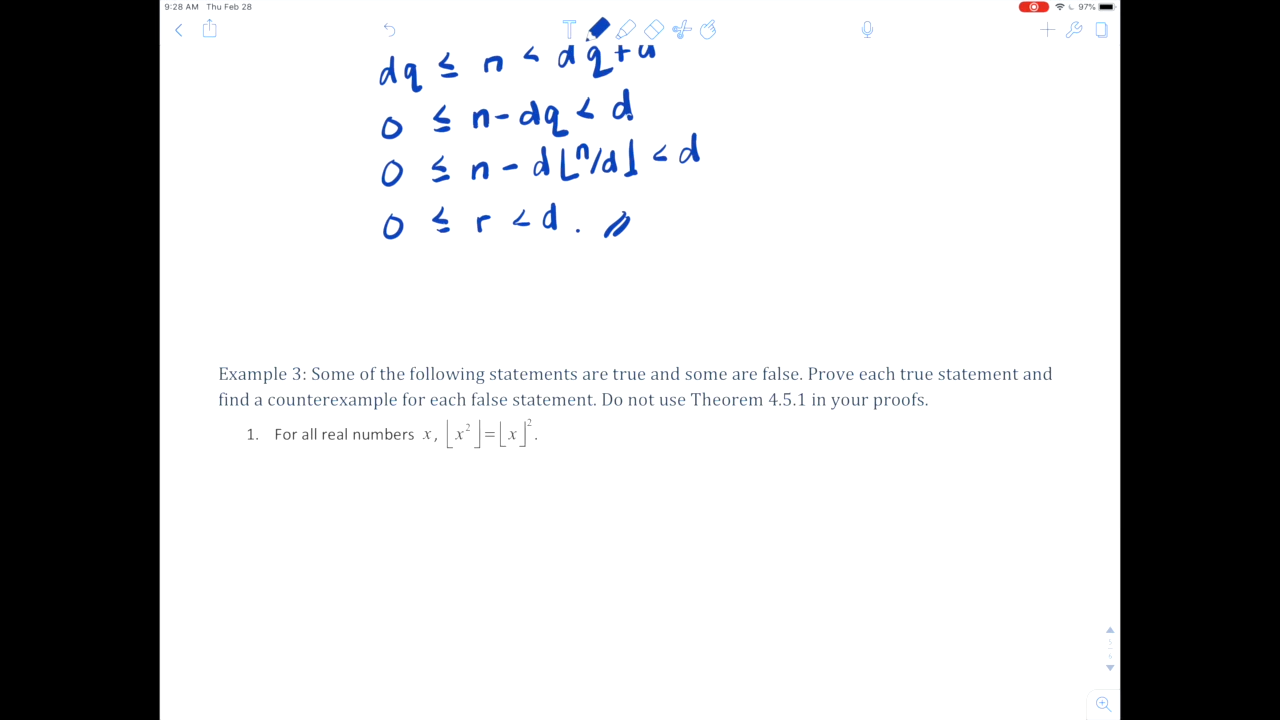 9:28 AM Thu Feb 28
97%
T
dq ≤ n < dq + d
0 ≤ n - dq < d
0 ≤ n - d⌊n/d⌋ < d
0 ≤ r < d .
Example 3: Some of the following statements are true and some are false. Prove each true statement and
find a counterexample for each false statement. Do not use Theorem 4.5.1 in your proofs.
1. For all real numbers x, ⌊x²⌋=⌊x⌋².
5
6